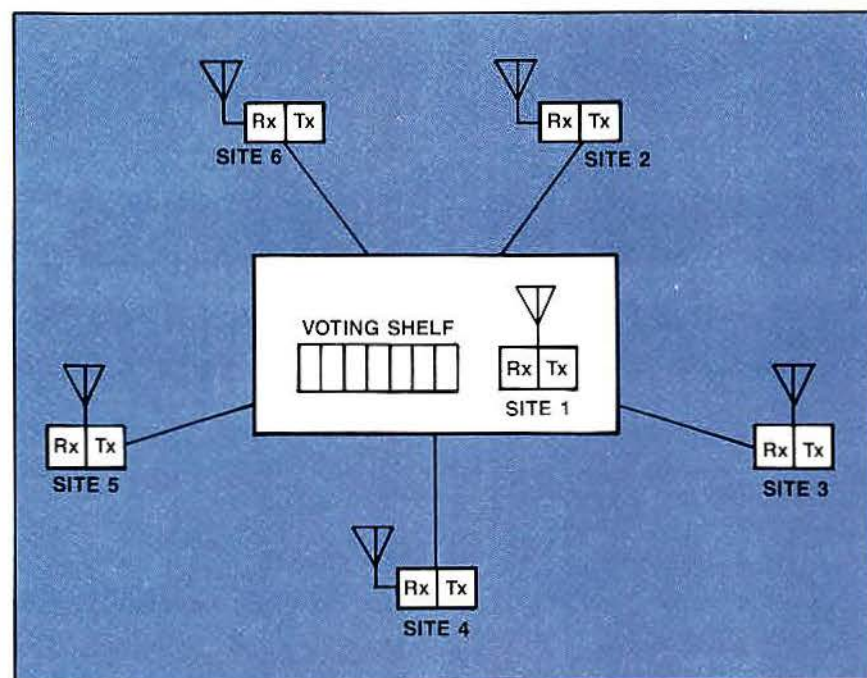 Rx Tx
SITE 6
Rx Tx
SITE 2
VOTING SHELF
Rx Tx
SITE 1
Rx Tx
SITE 5
Rx Tx
SITE 3
Rx Tx
SITE 4